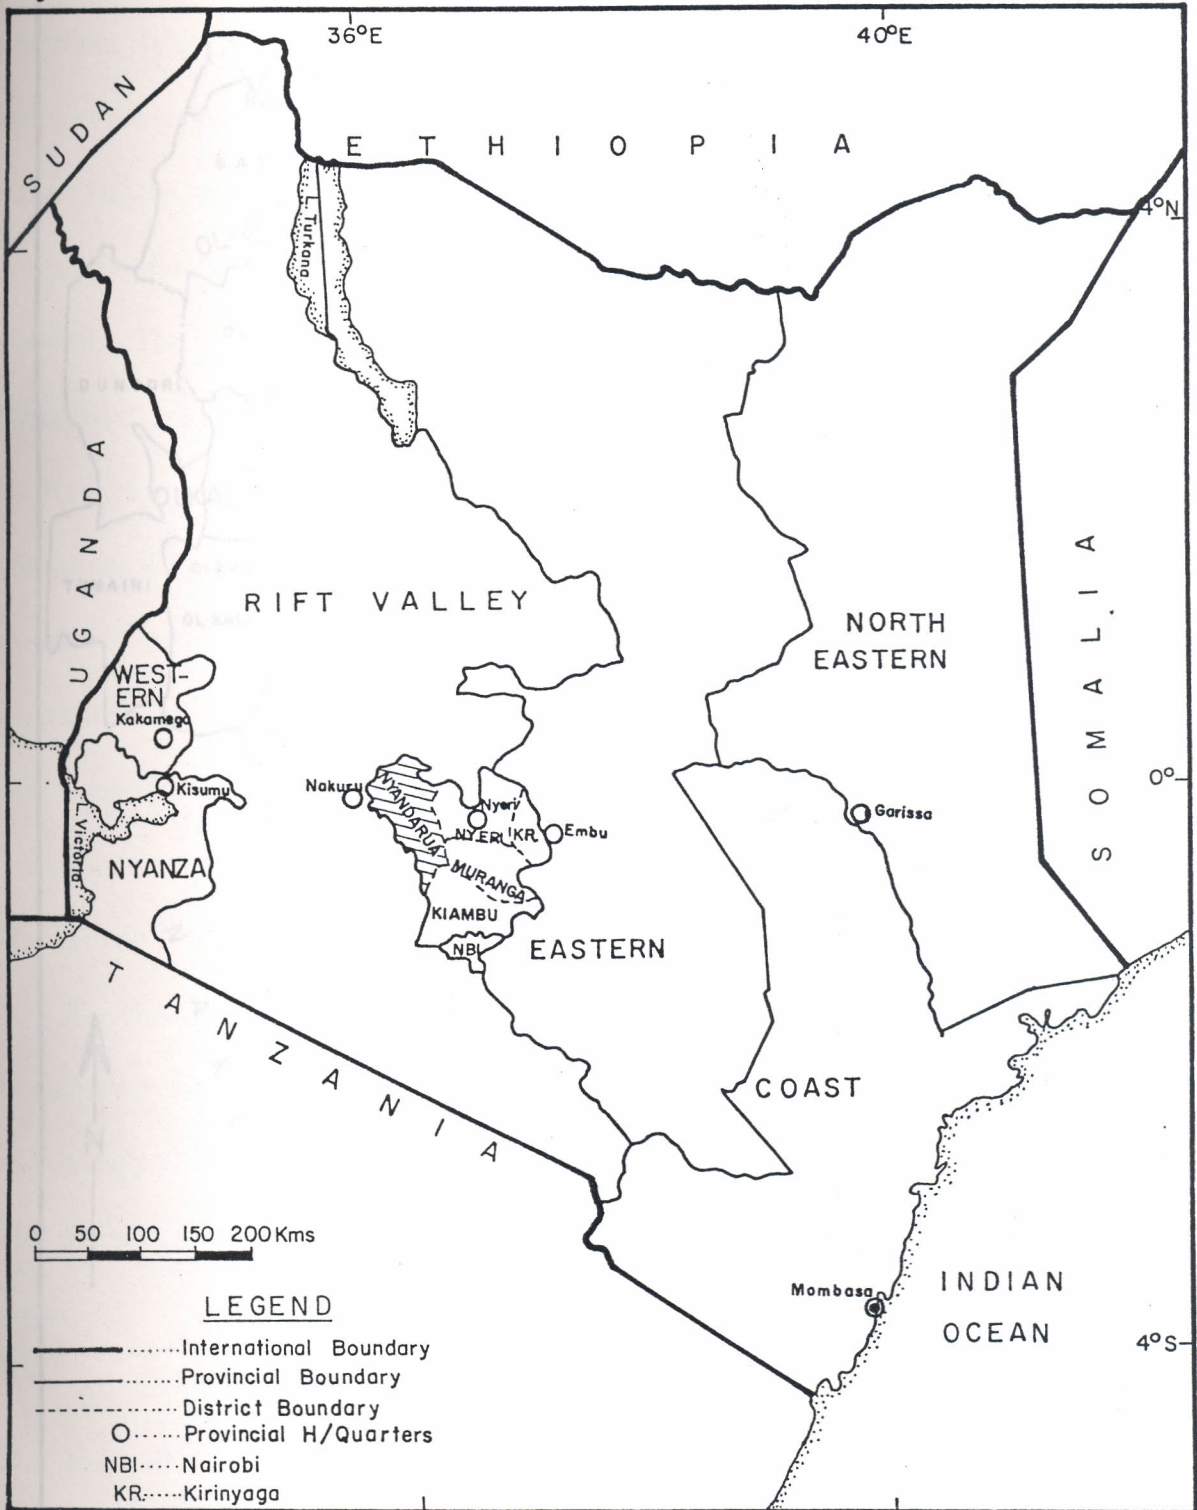 36°E
40°E
SUDAN
ETHIOPIA
4°N
L. Turkana
UGANDA
RIFT VALLEY
NORTH
EASTERN
SOMALIA
WEST-
ERN
Kakamega
Kisumu
L. Victoria
NYANZA
Nakuru
NYANDARUA
Nyeri
NYERI
KR.
Embu
MURANGA
KIAMBU
NBI
EASTERN
Garissa
0°
TANZANIA
COAST
Mombasa
INDIAN
OCEAN
4°S
0 50 100 150 200 Kms
LEGEND
International Boundary
Provincial Boundary
District Boundary
Provincial H/Quarters
NBI.....Nairobi
KR......Kirinyaga